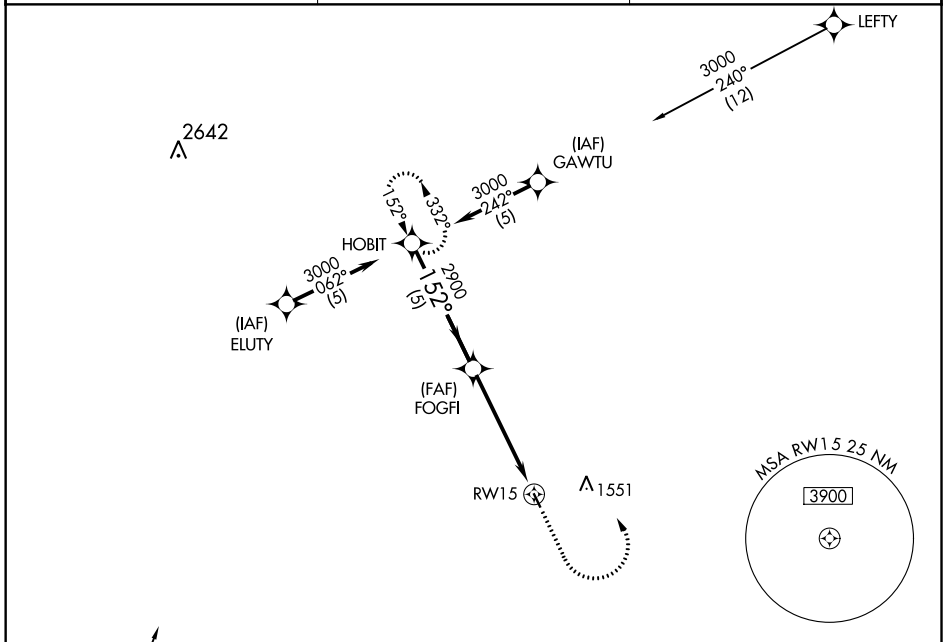 LEFTY
3000
240°
(12)
2642
(IAF)
GAWTU
3000
242°
(5)
152°
332°
HOBIT
3000
062°
(5)
2900
152°
(5)
(IAF)
ELUTY
(FAF)
FOGFI
RW15
1551
MSA RW15 25 NM
3900